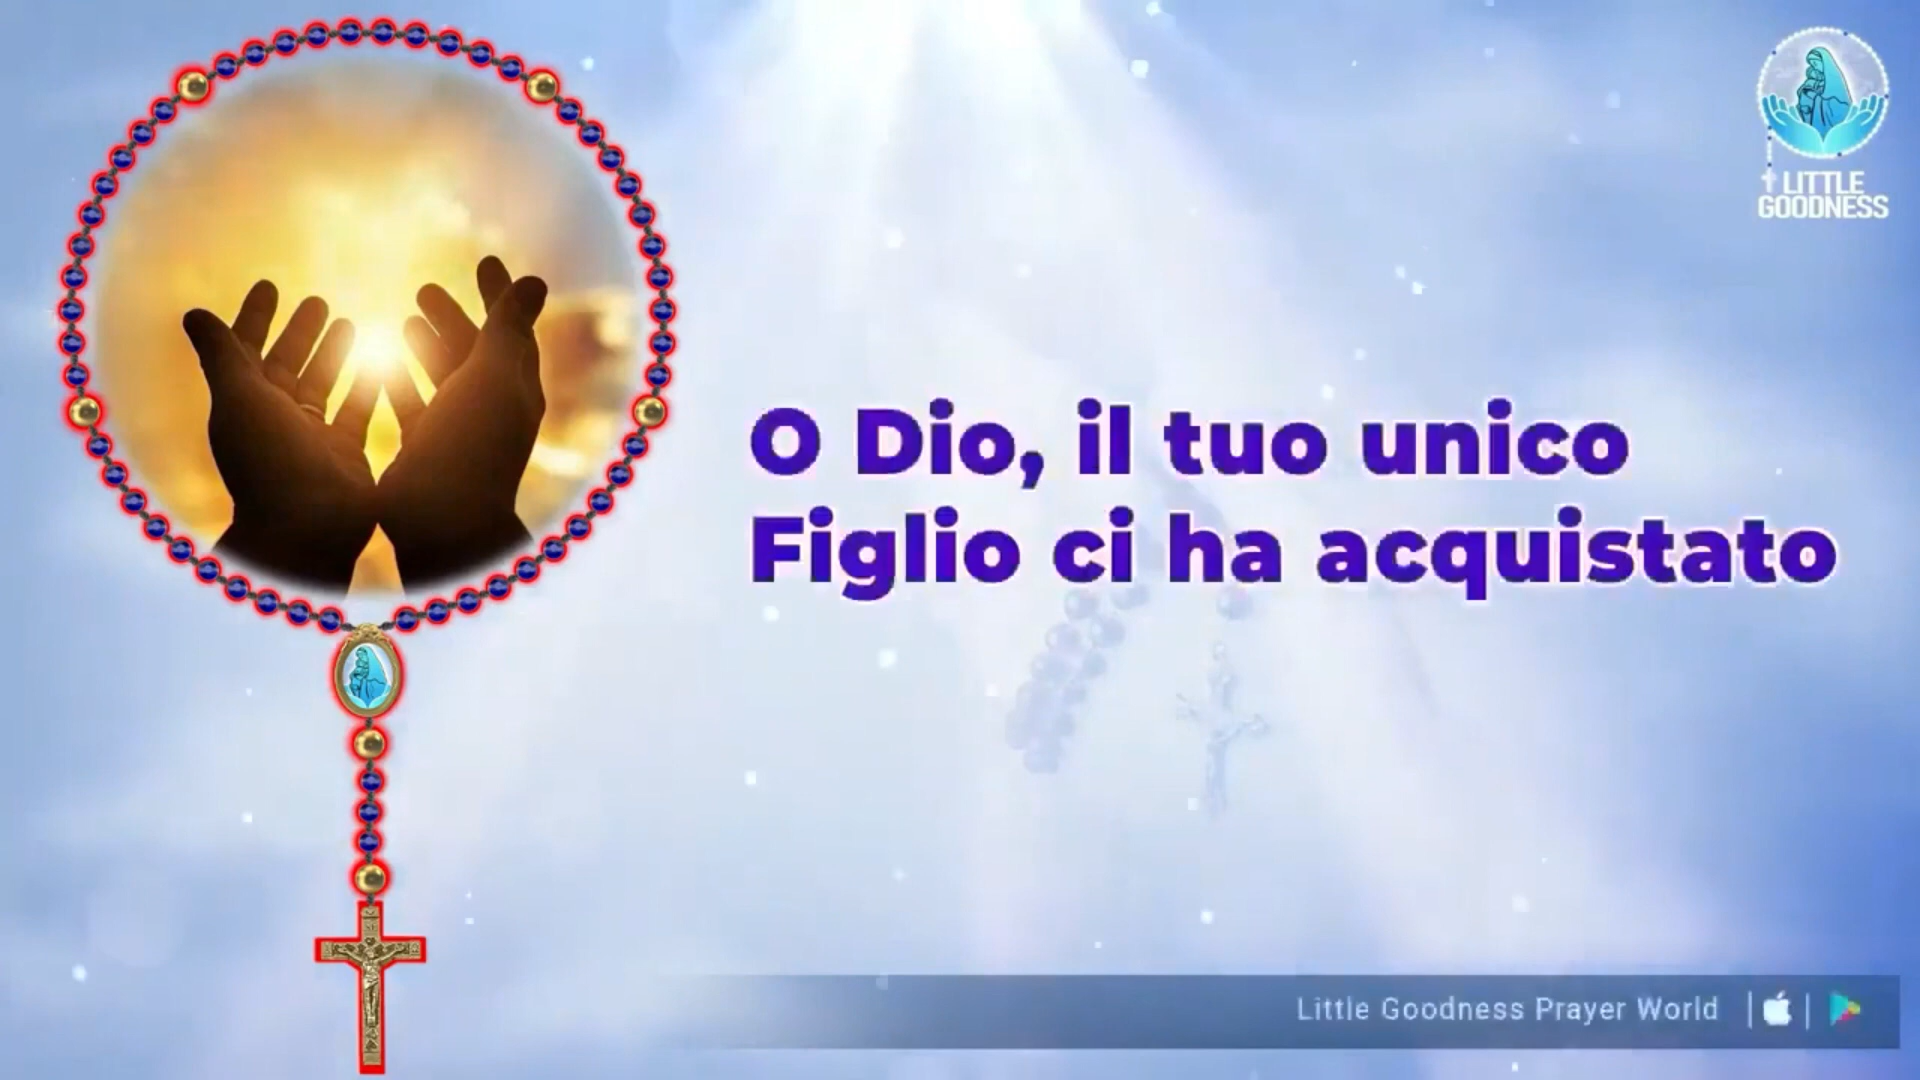 LITTLE
GOODNESS
O Dio, il tuo unico
Figlio ci ha acquistato
Little Goodness Prayer World